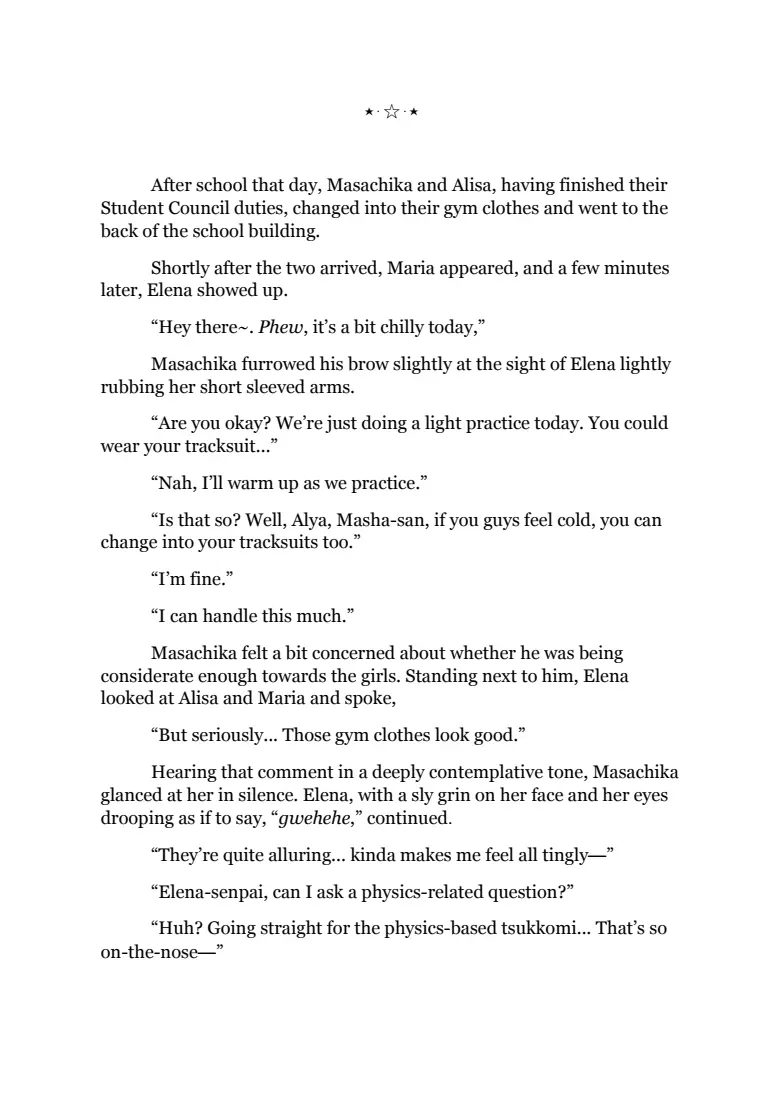 ⋆·☆·⋆
After school that day, Masachika and Alisa, having finished their
Student Council duties, changed into their gym clothes and went to the
back of the school building.
Shortly after the two arrived, Maria appeared, and a few minutes
later, Elena showed up.
“Hey there~. Phew, it’s a bit chilly today,”
Masachika furrowed his brow slightly at the sight of Elena lightly
rubbing her short sleeved arms.
“Are you okay? We’re just doing a light practice today. You could
wear your tracksuit...”
“Nah, I’ll warm up as we practice.”
“Is that so? Well, Alya, Masha-san, if you guys feel cold, you can
change into your tracksuits too.”
“I’m fine.”
“I can handle this much.”
Masachika felt a bit concerned about whether he was being
considerate enough towards the girls. Standing next to him, Elena
looked at Alisa and Maria and spoke,
“But seriously... Those gym clothes look good.”
Hearing that comment in a deeply contemplative tone, Masachika
glanced at her in silence. Elena, with a sly grin on her face and her eyes
drooping as if to say, “gwehehe,” continued.
“They’re quite alluring... kinda makes me feel all tingly—”
“Elena-senpai, can I ask a physics-related question?”
“Huh? Going straight for the physics-based tsukkomi... That’s so
on-the-nose—”